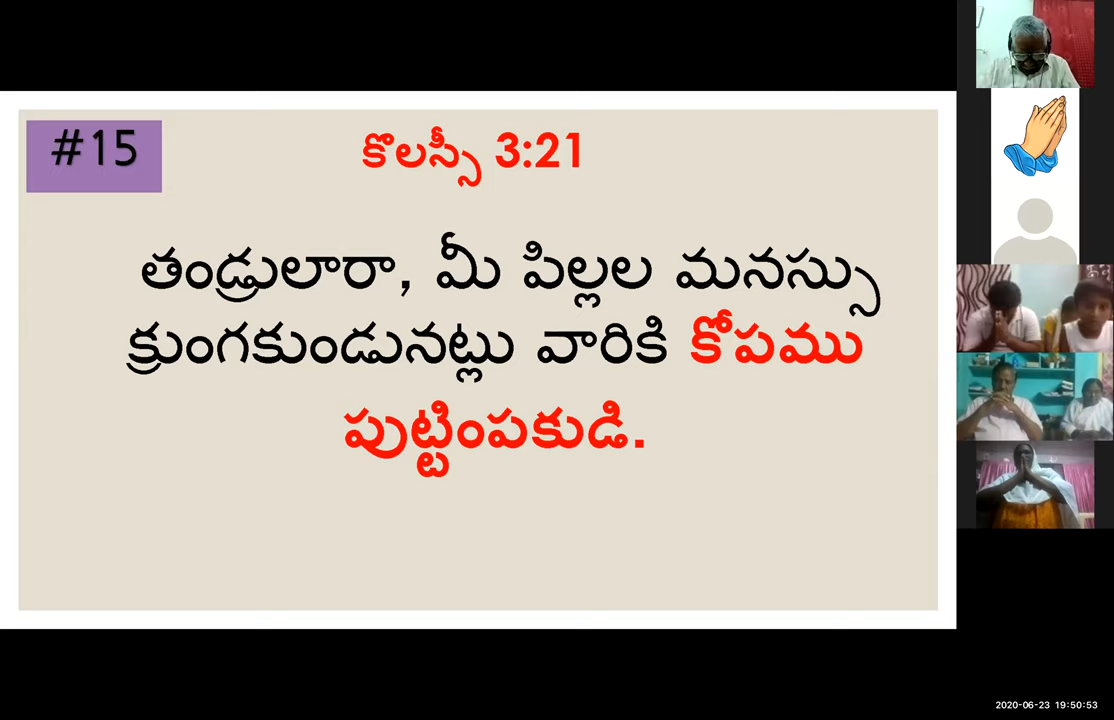 #15
కొలస్సీ 3:21
తండ్రులారా, మీ పిల్లల మనస్సు
క్రుంగకుండునట్లు వారికి కోపము
పుట్టింపకుడి.
2020-06-23 19:50:53